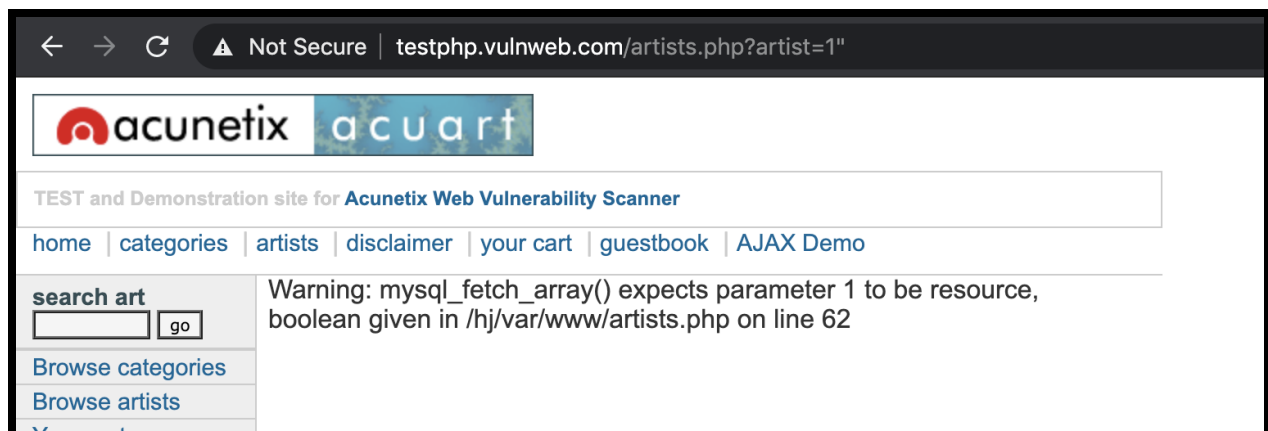 Not Secure | testphp.vulnweb.com/artists.php?artist=1"
acunetix acuart
TEST and Demonstration site for Acunetix Web Vulnerability Scanner
home | categories | artists | disclaimer | your cart | guestbook | AJAX Demo
search art
go
Warning: mysql_fetch_array() expects parameter 1 to be resource,
boolean given in /hj/var/www/artists.php on line 62
Browse categories
Browse artists